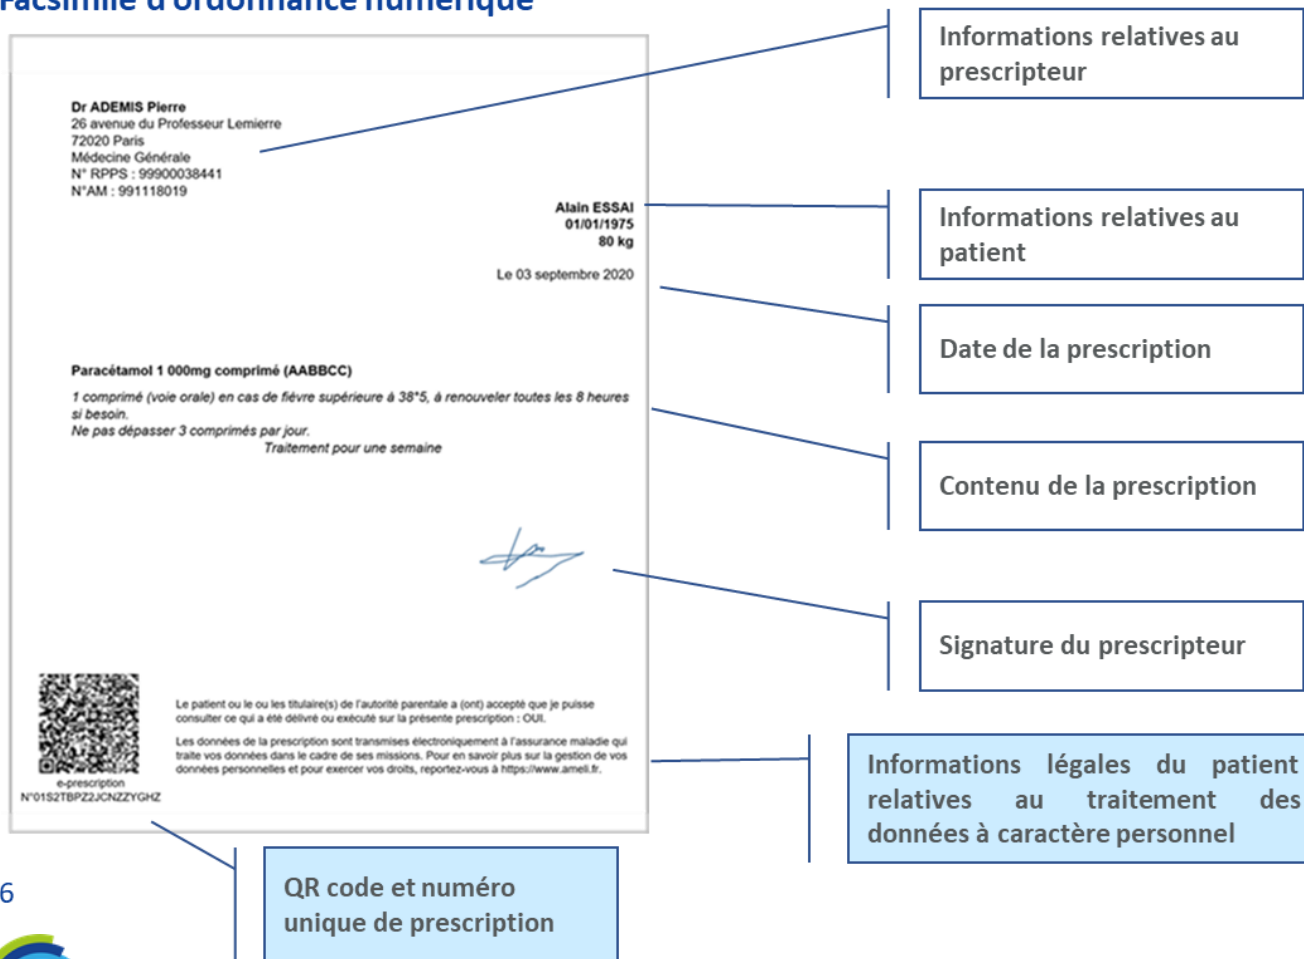 Facsimilé d'ordonnance numérique
Informations relatives au
prescripteur
Dr ADEMIS Pierre
26 avenue du Professeur Lemierre
72020 Paris
Médecine Générale
N° RPPS : 99900038441
N°AM : 991118019
Alain ESSAI
01/01/1975
80 kg
Informations relatives au
patient
Le 03 septembre 2020
Date de la prescription
Paracétamol 1 000mg comprimé (AABBCC)
1 comprimé (voie orale) en cas de fièvre supérieure à 38°5, à renouveler toutes les 8 heures
si besoin.
Ne pas dépasser 3 comprimés par jour.
Traitement pour une semaine
Contenu de la prescription
Signature du prescripteur
Le patient ou le ou les titulaire(s) de l'autorité parentale a (ont) accepté que je puisse
consulter ce qui a été délivré ou exécuté sur la présente prescription : OUI.
Les données de la prescription sont transmises électroniquement à l'assurance maladie qui
traite vos données dans le cadre de ses missions. Pour en savoir plus sur la gestion de vos
données personnelles et pour exercer vos droits, reportez-vous à https://www.ameli.fr.
e-prescription
N°01S2TBPZ2JCNZZYGHZ
Informations légales du patient
relatives au traitement des
données à caractère personnel
QR code et numéro
unique de prescription
6